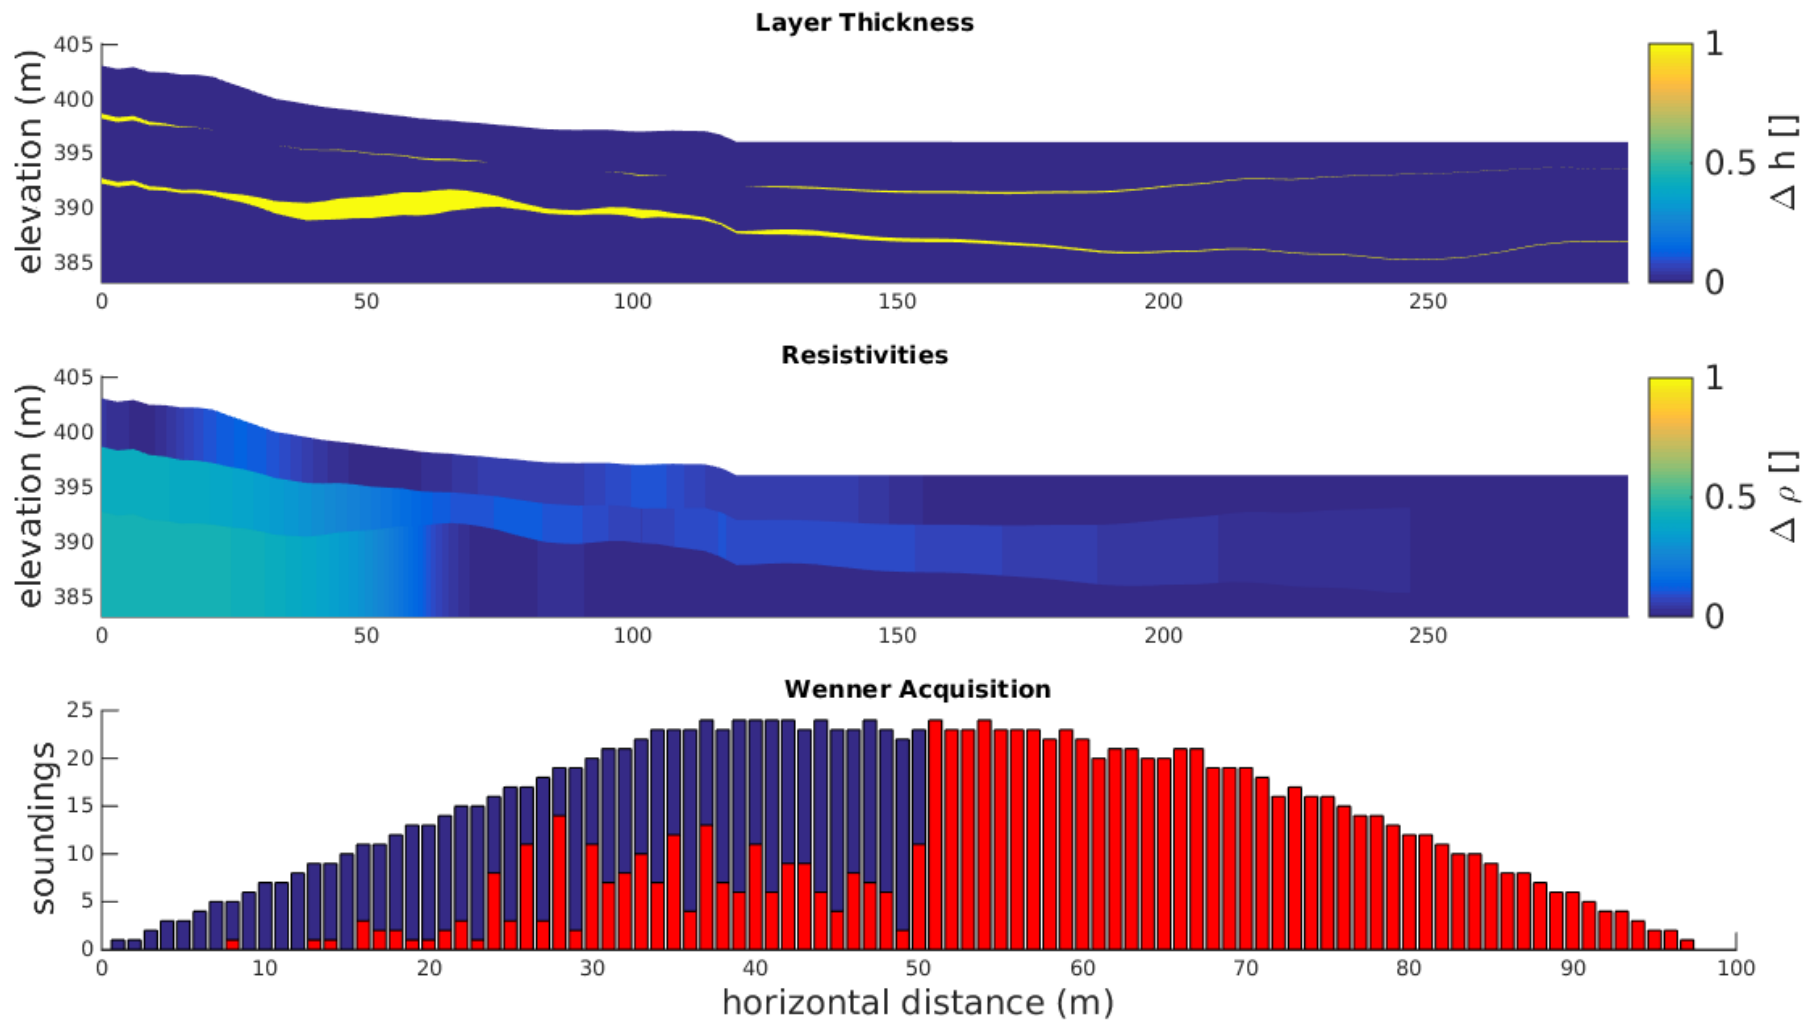 Layer Thickness
elevation (m)
405
400
395
390
385
0 50 100 150 200 250
1
0.5
0
Δ h []
Resistivities
elevation (m)
405
400
395
390
385
0 50 100 150 200 250
1
0.5
0
Δ ρ []
Wenner Acquisition
soundings
25
20
15
10
5
0
0 10 20 30 40 50 60 70 80 90 100
horizontal distance (m)